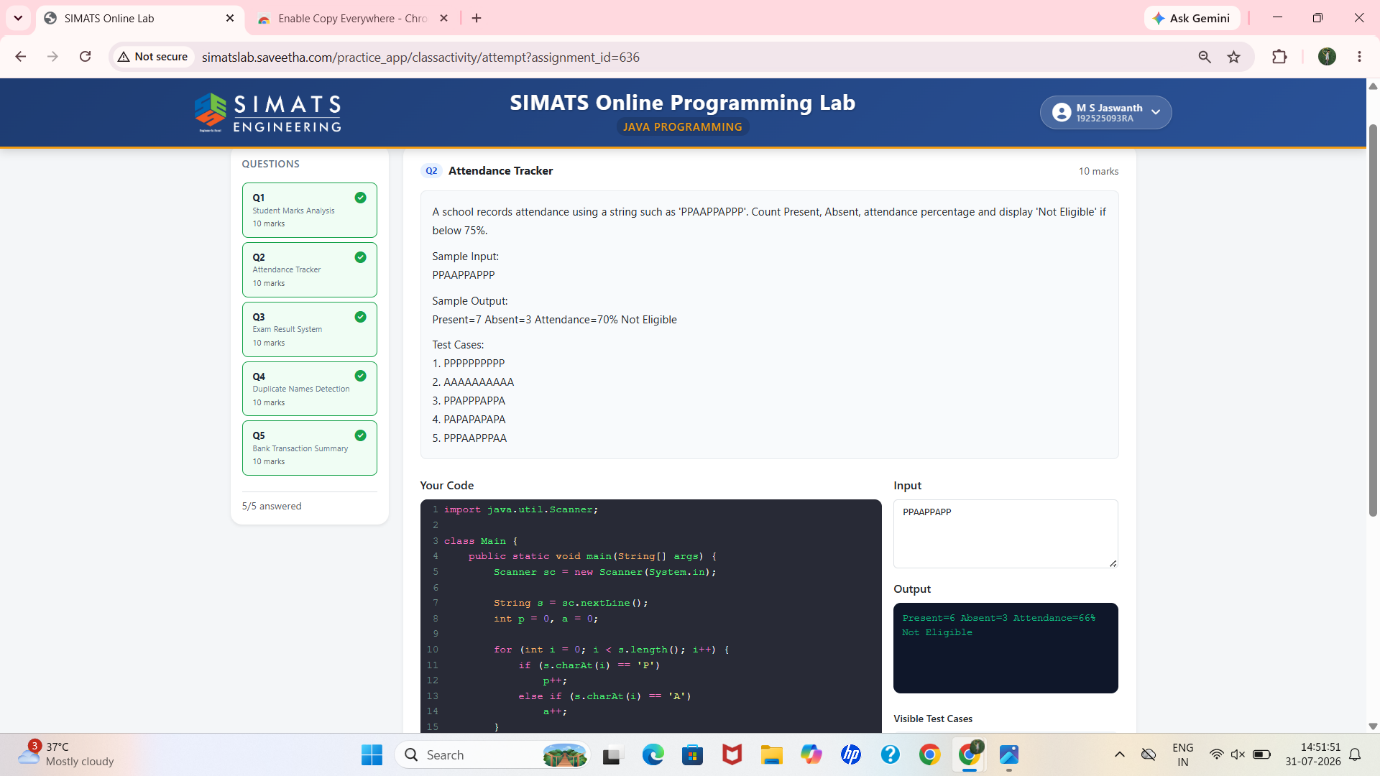 SIMATS Online Lab
Enable Copy Everywhere - Chro
Ask Gemini
Not secure
simatslab.saveetha.com/practice_app/classactivity/attempt?assignment_id=636
SIMATS
ENGINEERING
SIMATS Online Programming Lab
JAVA PROGRAMMING
M S Jaswanth
192525093RA
QUESTIONS
Q1
Student Marks Analysis
10 marks
Q2
Attendance Tracker
10 marks
Q3
Exam Result System
10 marks
Q4
Duplicate Names Detection
10 marks
Q5
Bank Transaction Summary
10 marks
5/5 answered
Q2 Attendance Tracker 10 marks
A school records attendance using a string such as 'PPAAPPAPPP'. Count Present, Absent, attendance percentage and display 'Not Eligible' if
below 75%.
Sample Input:
PPAAPPAPPP
Sample Output:
Present=7 Absent=3 Attendance=70% Not Eligible
Test Cases:
1. PPPPPPPPPP
2. AAAAAAAAAA
3. PPAPPPAPPA
4. PAPAPAPAPA
5. PPPAAPPPAA
Your Code
1 import java.util.Scanner;
2
3 class Main {
4 public static void main(String[] args) {
5 Scanner sc = new Scanner(System.in);
6
7 String s = sc.nextLine();
8 int p = 0, a = 0;
9
10 for (int i = 0; i < s.length(); i++) {
11 if (s.charAt(i) == 'P')
12 p++;
13 else if (s.charAt(i) == 'A')
14 a++;
15 }
Input
PPAAPPAPP
Output
Present=6 Absent=3 Attendance=66%
Not Eligible
Visible Test Cases
3
37°C
Mostly cloudy
Search
ENG
IN
14:51:51
31-07-2026